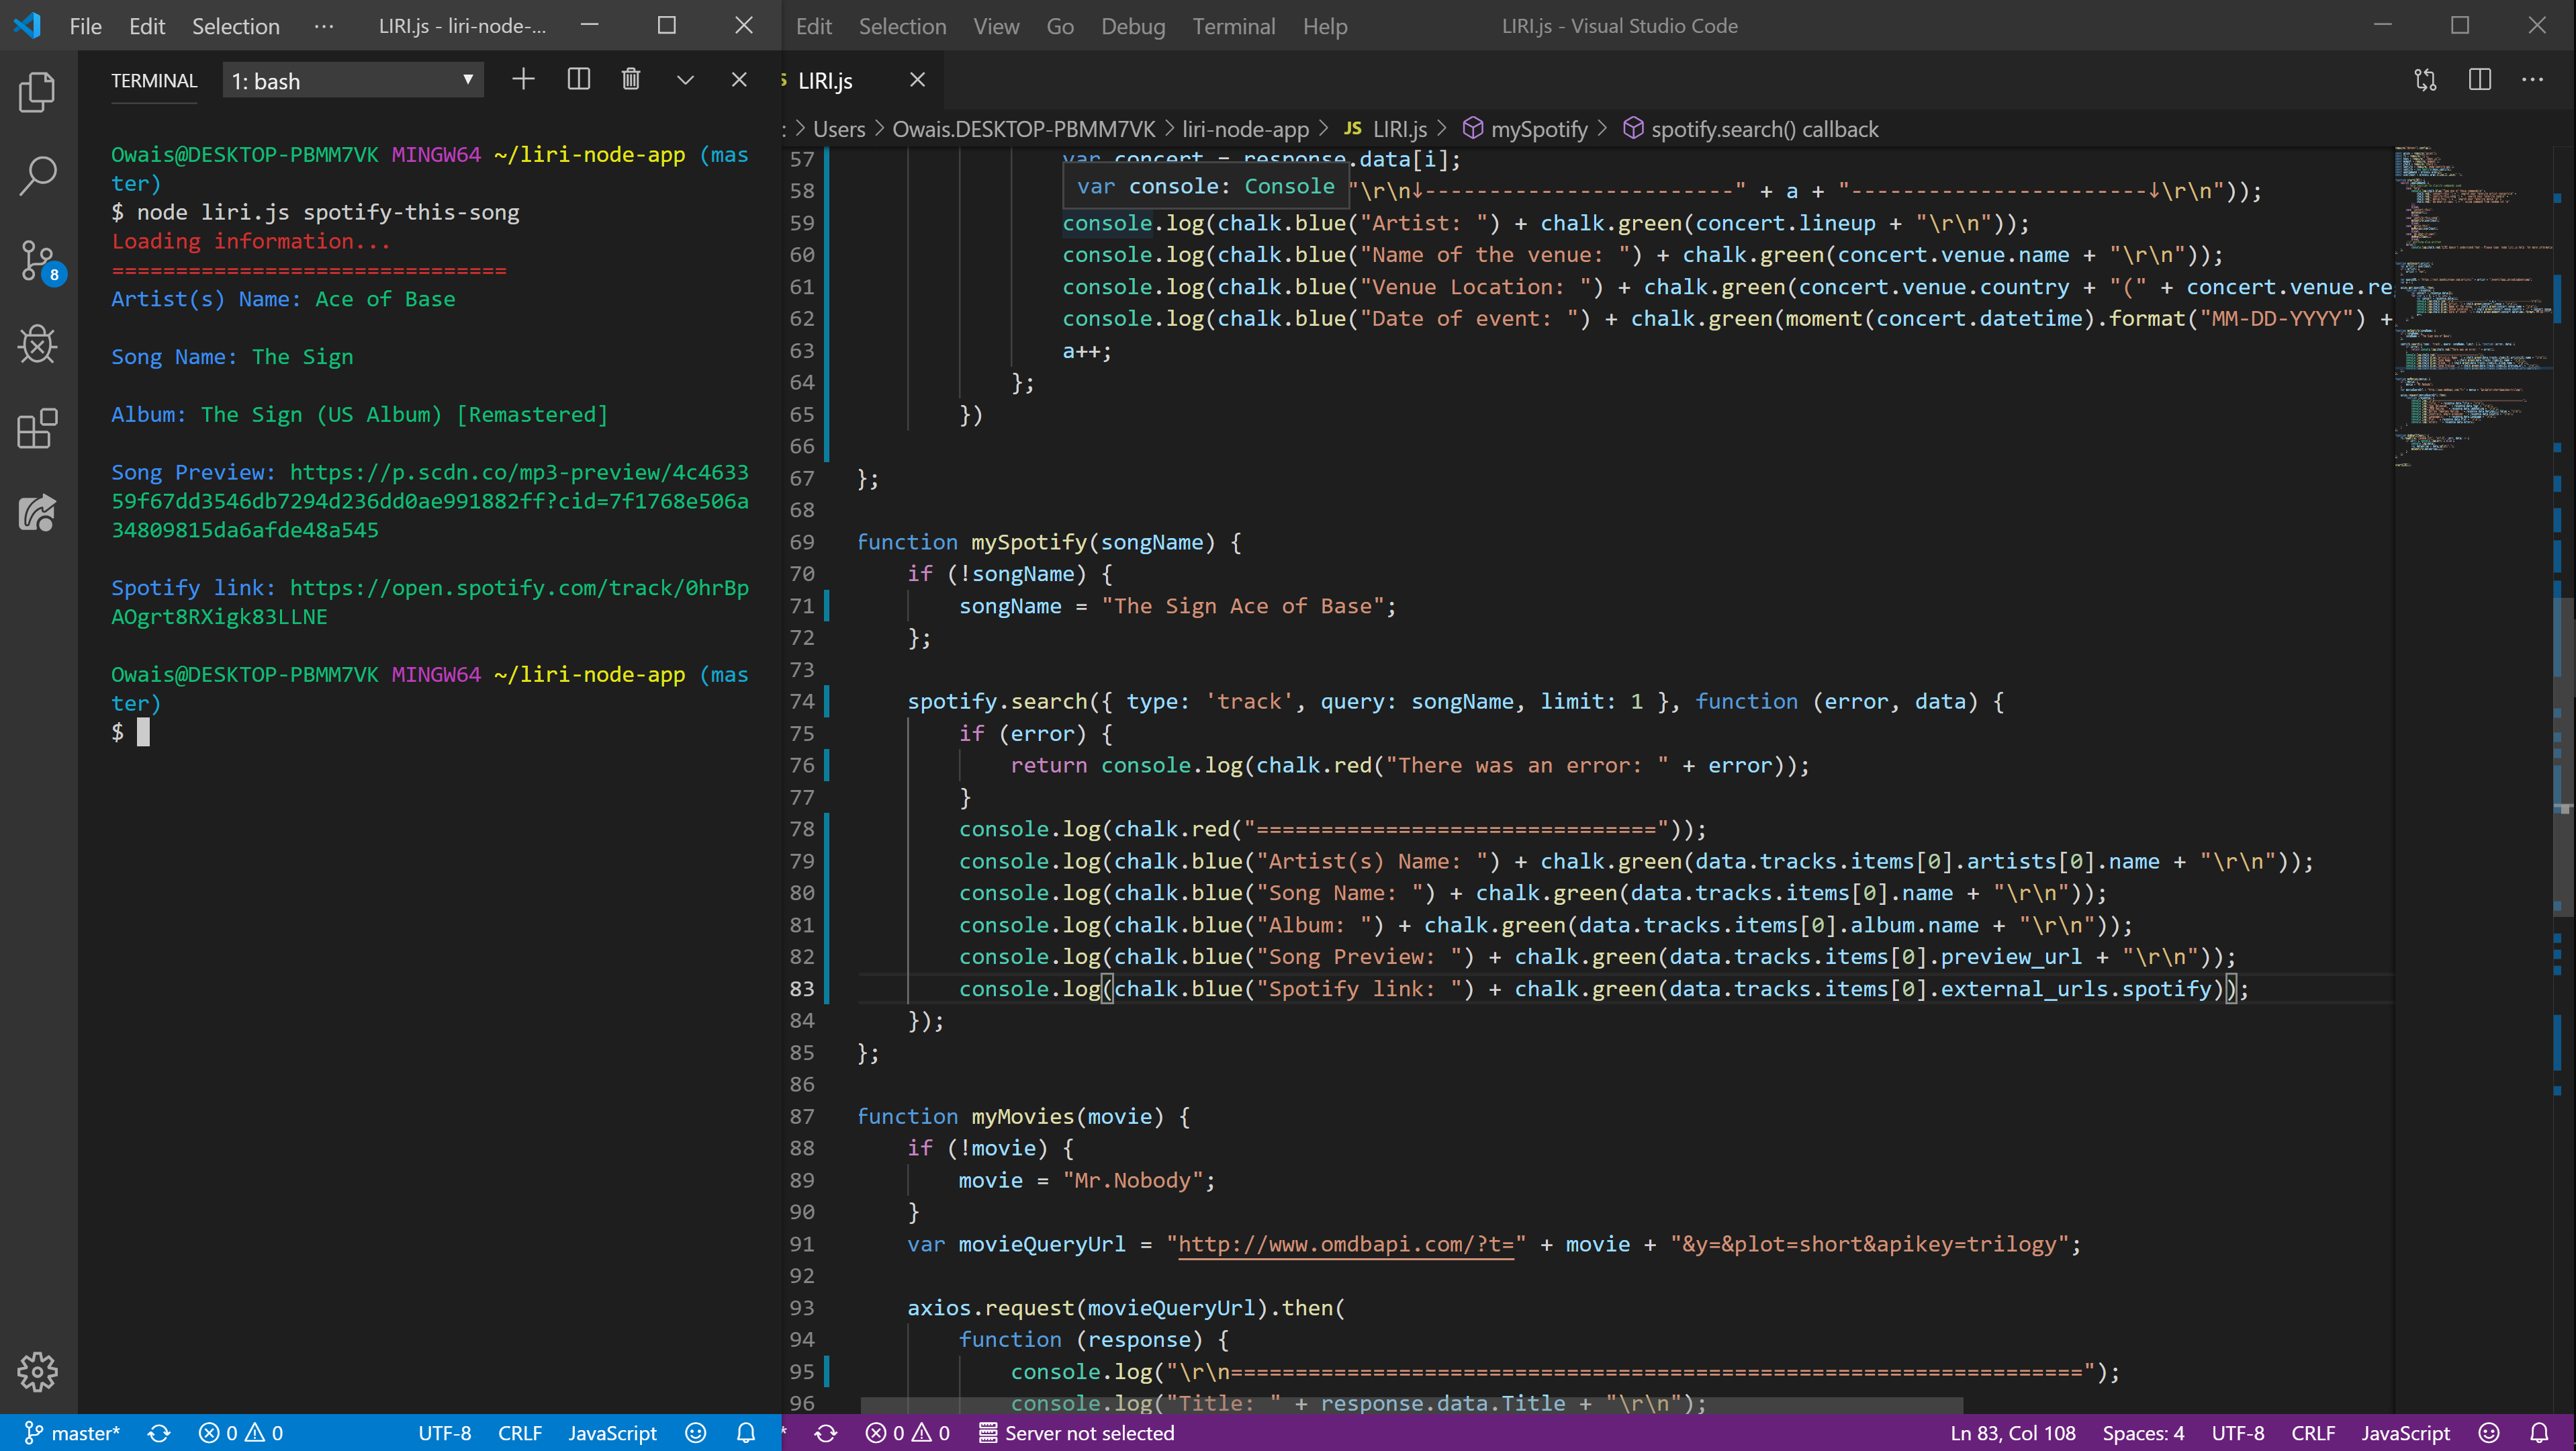 File Edit Selection ··· LIRI.js - liri-node-...
TERMINAL 1: bash
Owais@DESKTOP-PBMM7VK MINGW64 ~/liri-node-app (mas
ter)
$ node liri.js spotify-this-song
Loading information...
===============================
Artist(s) Name: Ace of Base
Song Name: The Sign
Album: The Sign (US Album) [Remastered]
Song Preview: https://p.scdn.co/mp3-preview/4c4633
59f67dd3546db7294d236dd0ae991882ff?cid=7f1768e506a
34809815da6afde48a545
Spotify link: https://open.spotify.com/track/0hrBp
AOgrt8RXigk83LLNE
Owais@DESKTOP-PBMM7VK MINGW64 ~/liri-node-app (mas
ter)
$
8
master* 0 0 UTF-8 CRLF JavaScript
Edit Selection View Go Debug Terminal Help LIRI.js - Visual Studio Code
LIRI.js
: > Users > Owais.DESKTOP-PBMM7VK > liri-node-app > JS LIRI.js > mySpotify > spotify.search() callback
57 var concert = response.data[i];
var console: Console
58 "\r\n↓------------------------" + a + "-----------------------↓\r\n"));
59 console.log(chalk.blue("Artist: ") + chalk.green(concert.lineup + "\r\n"));
60 console.log(chalk.blue("Name of the venue: ") + chalk.green(concert.venue.name + "\r\n"));
61 console.log(chalk.blue("Venue Location: ") + chalk.green(concert.venue.country + "(" + concert.venue.re
62 console.log(chalk.blue("Date of event: ") + chalk.green(moment(concert.datetime).format("MM-DD-YYYY") +
63 a++;
64 };
65 })
66
67 };
68
69 function mySpotify(songName) {
70 if (!songName) {
71 songName = "The Sign Ace of Base";
72 };
73
74 spotify.search({ type: 'track', query: songName, limit: 1 }, function (error, data) {
75 if (error) {
76 return console.log(chalk.red("There was an error: " + error));
77 }
78 console.log(chalk.red("==============================="));
79 console.log(chalk.blue("Artist(s) Name: ") + chalk.green(data.tracks.items[0].artists[0].name + "\r\n"));
80 console.log(chalk.blue("Song Name: ") + chalk.green(data.tracks.items[0].name + "\r\n"));
81 console.log(chalk.blue("Album: ") + chalk.green(data.tracks.items[0].album.name + "\r\n"));
82 console.log(chalk.blue("Song Preview: ") + chalk.green(data.tracks.items[0].preview_url + "\r\n"));
83 console.log(chalk.blue("Spotify link: ") + chalk.green(data.tracks.items[0].external_urls.spotify));
84 });
85 };
86
87 function myMovies(movie) {
88 if (!movie) {
89 movie = "Mr.Nobody";
90 }
91 var movieQueryUrl = "http://www.omdbapi.com/?t=" + movie + "&y=&plot=short&apikey=trilogy";
92
93 axios.request(movieQueryUrl).then(
94 function (response) {
95 console.log("\r\n==================================================================");
96 console.log("Title: " + response.data.Title + "\r\n");
0 0 Server not selected Ln 83, Col 108 Spaces: 4 UTF-8 CRLF JavaScript